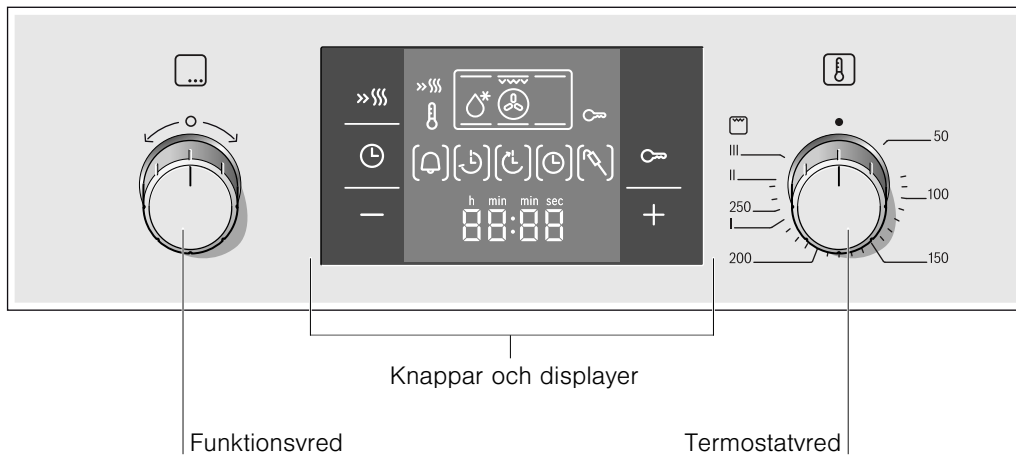 h min min sec
88:88
50
100
150
200
I
250
II
III
Knappar och displayer
Funktionsvred
Termostatvred